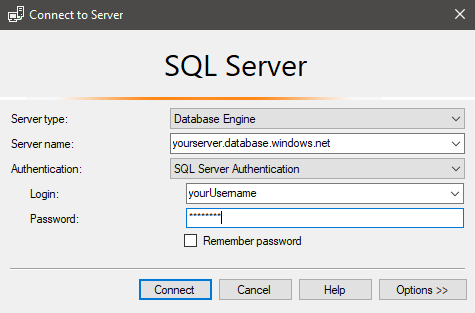 Connect to Server
SQL Server
Server type: Database Engine
Server name: yourserver.database.windows.net
Authentication: SQL Server Authentication
Login: yourUsername
Password: ********
Remember password
Connect Cancel Help Options >>